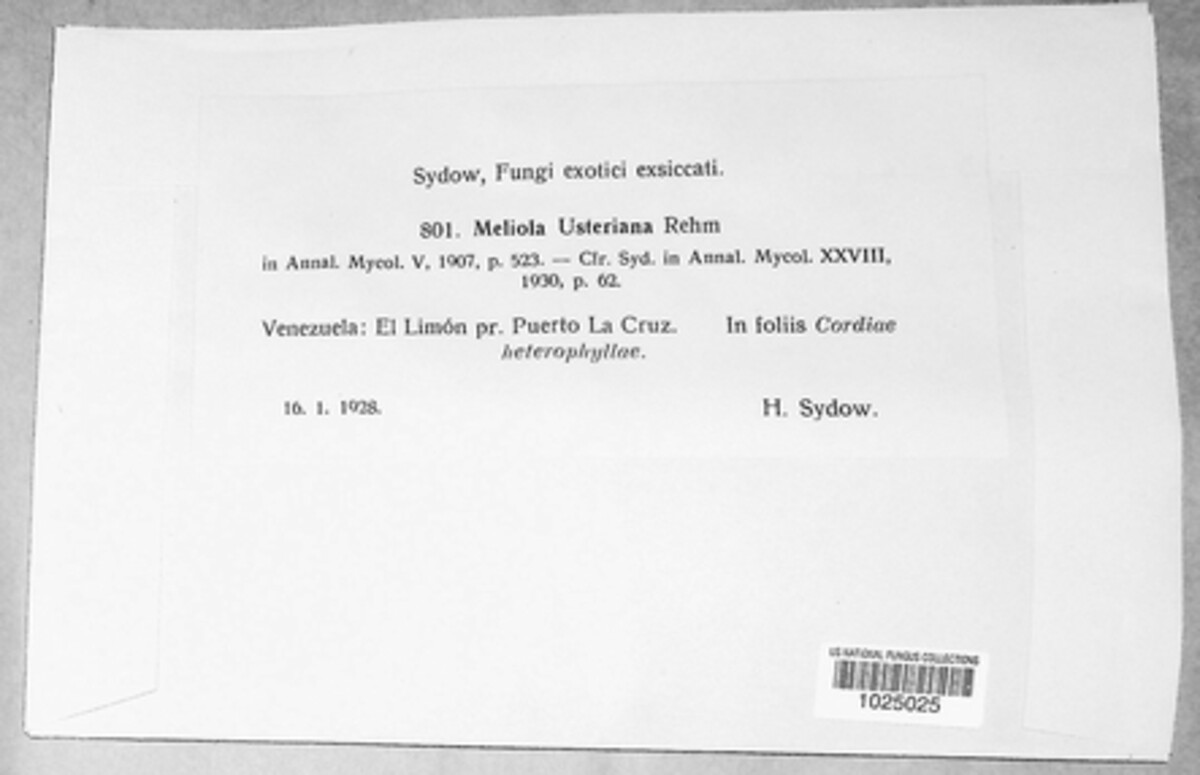 Sydow, Fungi exotici exsiccati.
801. Meliola Usteriana Rehm
in Annal. Mycol. V, 1907, p. 523. — Cfr. Syd. in Annal. Mycol. XXVIII,
1930, p. 62.
Venezuela: El Limón pr. Puerto La Cruz. In foliis Cordiae
heterophyllae.
16. 1. 1928. H. Sydow.
US NATIONAL FUNGUS COLLECTIONS
1025025